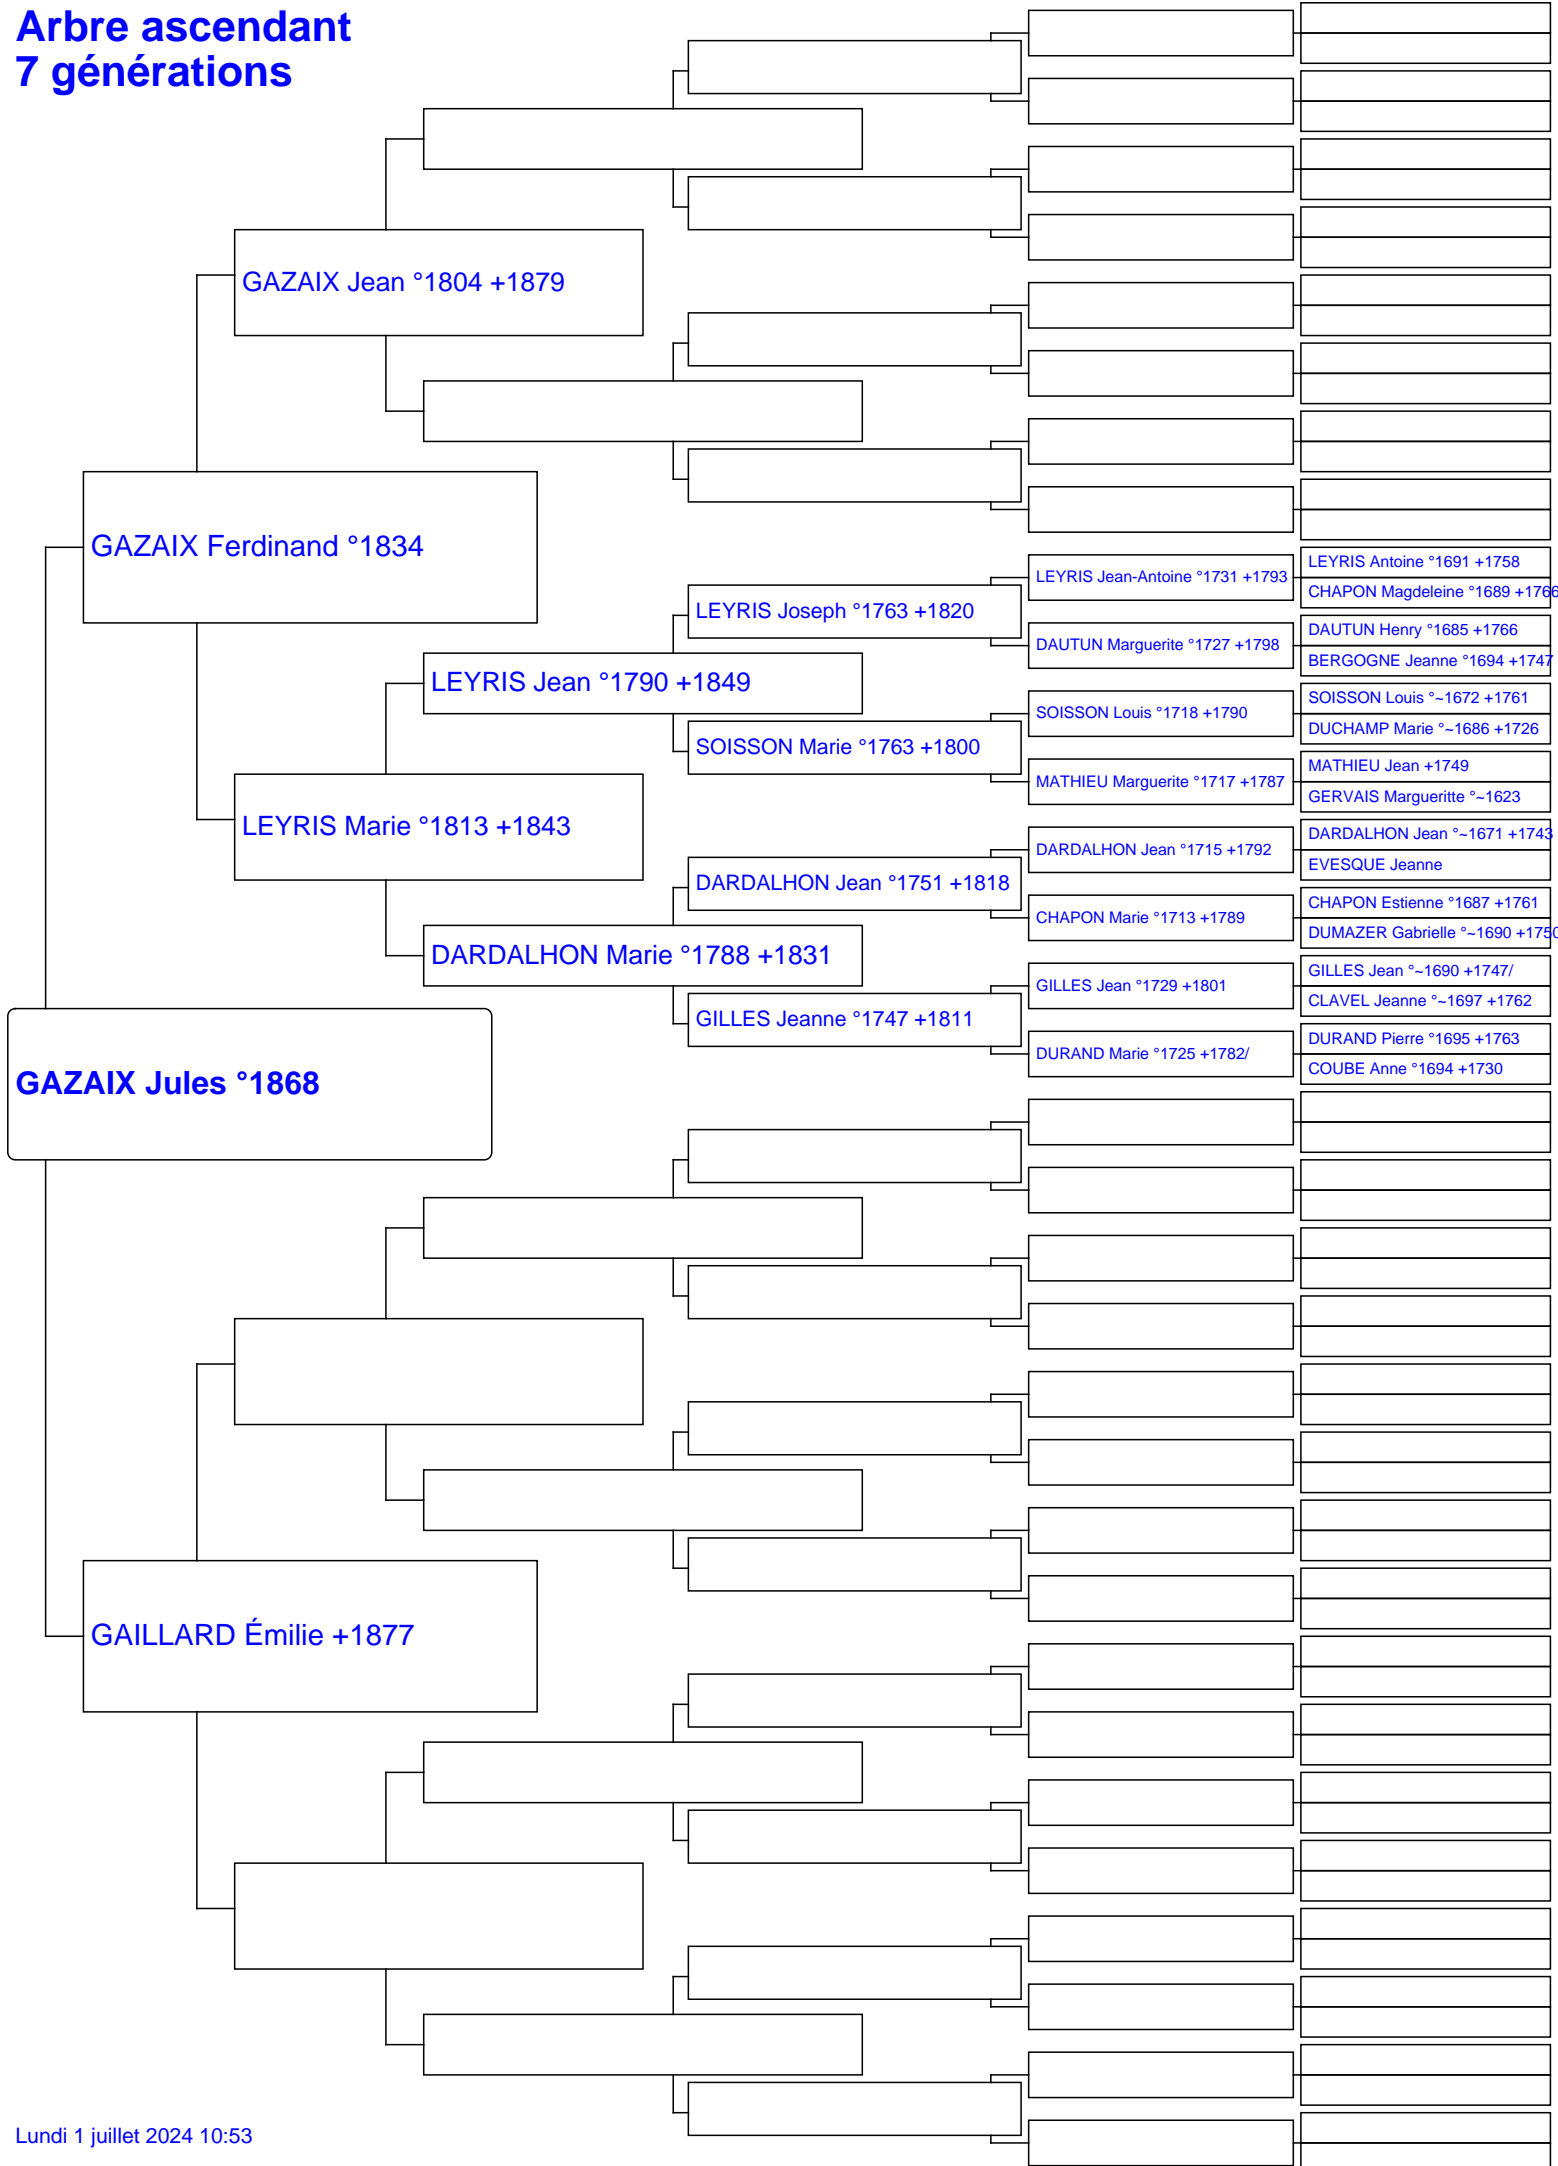 Arbre ascendant
7 générations
GAZAIX Jean °1804 +1879
GAZAIX Ferdinand °1834
LEYRIS Antoine °1691 +1758
LEYRIS Jean-Antoine °1731 +1793
CHAPON Magdeleine °1689 +1766
LEYRIS Joseph °1763 +1820
DAUTUN Henry °1685 +1766
DAUTUN Marguerite °1727 +1798
BERGOGNE Jeanne °1694 +1747
LEYRIS Jean °1790 +1849
SOISSON Louis °~1672 +1761
SOISSON Louis °1718 +1790
DUCHAMP Marie °~1686 +1726
SOISSON Marie °1763 +1800
MATHIEU Jean +1749
MATHIEU Marguerite °1717 +1787
GERVAIS Margueritte °~1623
LEYRIS Marie °1813 +1843
DARDALHON Jean °~1671 +1743
DARDALHON Jean °1715 +1792
EVESQUE Jeanne
DARDALHON Jean °1751 +1818
CHAPON Estienne °1687 +1761
CHAPON Marie °1713 +1789
DUMAZER Gabrielle °~1690 +1750
DARDALHON Marie °1788 +1831
GILLES Jean °~1690 +1747/
GILLES Jean °1729 +1801
CLAVEL Jeanne °~1697 +1762
GILLES Jeanne °1747 +1811
DURAND Pierre °1695 +1763
DURAND Marie °1725 +1782/
COUBE Anne °1694 +1730
GAZAIX Jules °1868
GAILLARD Émilie +1877
Lundi 1 juillet 2024 10:53